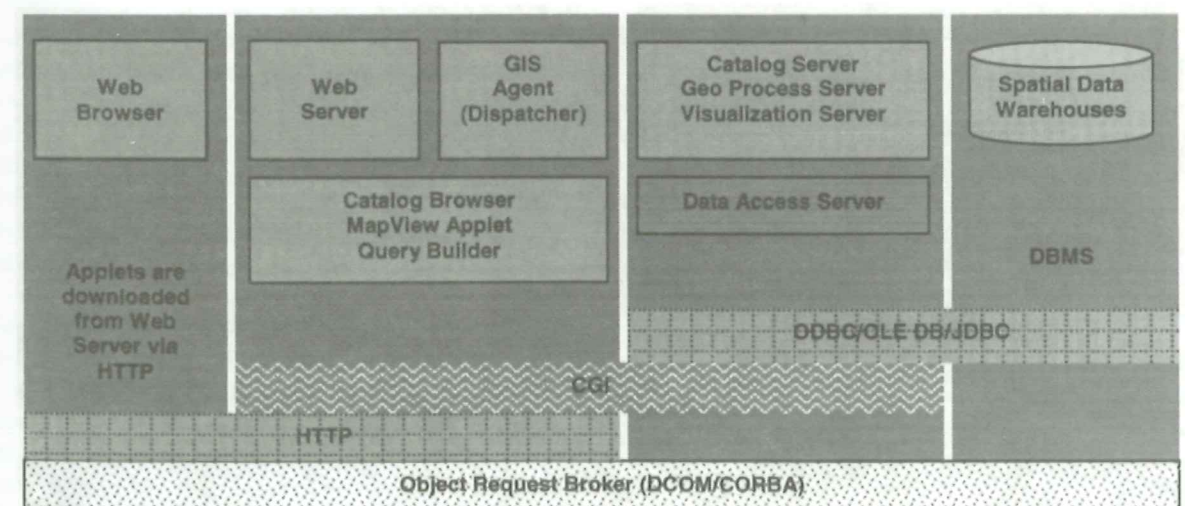 Web
Browser
Applets are
downloaded
from Web
Server via
HTTP
Web
Server
GIS
Agent
(Dispatcher)
Catalog Browser
MapView Applet
Query Builder
Catalog Server
Geo Process Server
Visualization Server
Data Access Server
Spatial Data
Warehouses
DBMS
ODBC/OLE DB/JDBC
CGI
HTTP
Object Request Broker (DCOM/CORBA)